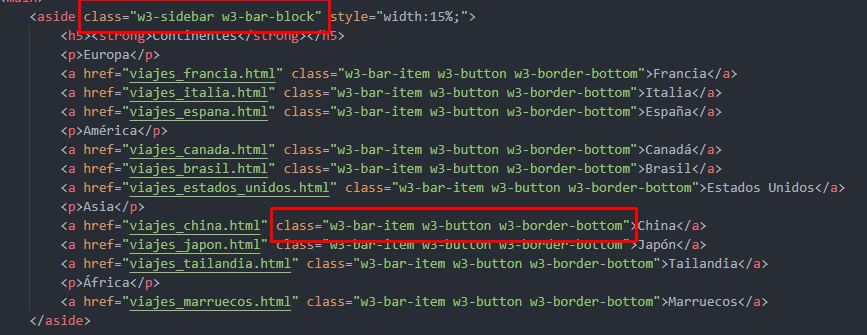 <aside class="w3-sidebar w3-bar-block" style="width:15%;">
<h5><strong>Continentes</strong></h5>
<p>Europa</p>
<a href="viajes_francia.html" class="w3-bar-item w3-button w3-border-bottom">Francia</a>
<a href="viajes_italia.html" class="w3-bar-item w3-button w3-border-bottom">Italia</a>
<a href="viajes_espana.html" class="w3-bar-item w3-button w3-border-bottom">España</a>
<p>América</p>
<a href="viajes_canada.html" class="w3-bar-item w3-button w3-border-bottom">Canadá</a>
<a href="viajes_brasil.html" class="w3-bar-item w3-button w3-border-bottom">Brasil</a>
<a href="viajes_estados_unidos.html" class="w3-bar-item w3-button w3-border-bottom">Estados Unidos</a>
<p>Asia</p>
<a href="viajes_china.html" class="w3-bar-item w3-button w3-border-bottom">China</a>
<a href="viajes_japon.html" class="w3-bar-item w3-button w3-border-bottom">Japón</a>
<a href="viajes_tailandia.html" class="w3-bar-item w3-button w3-border-bottom">Tailandia</a>
<p>África</p>
<a href="viajes_marruecos.html" class="w3-bar-item w3-button w3-border-bottom">Marruecos</a>
</aside>